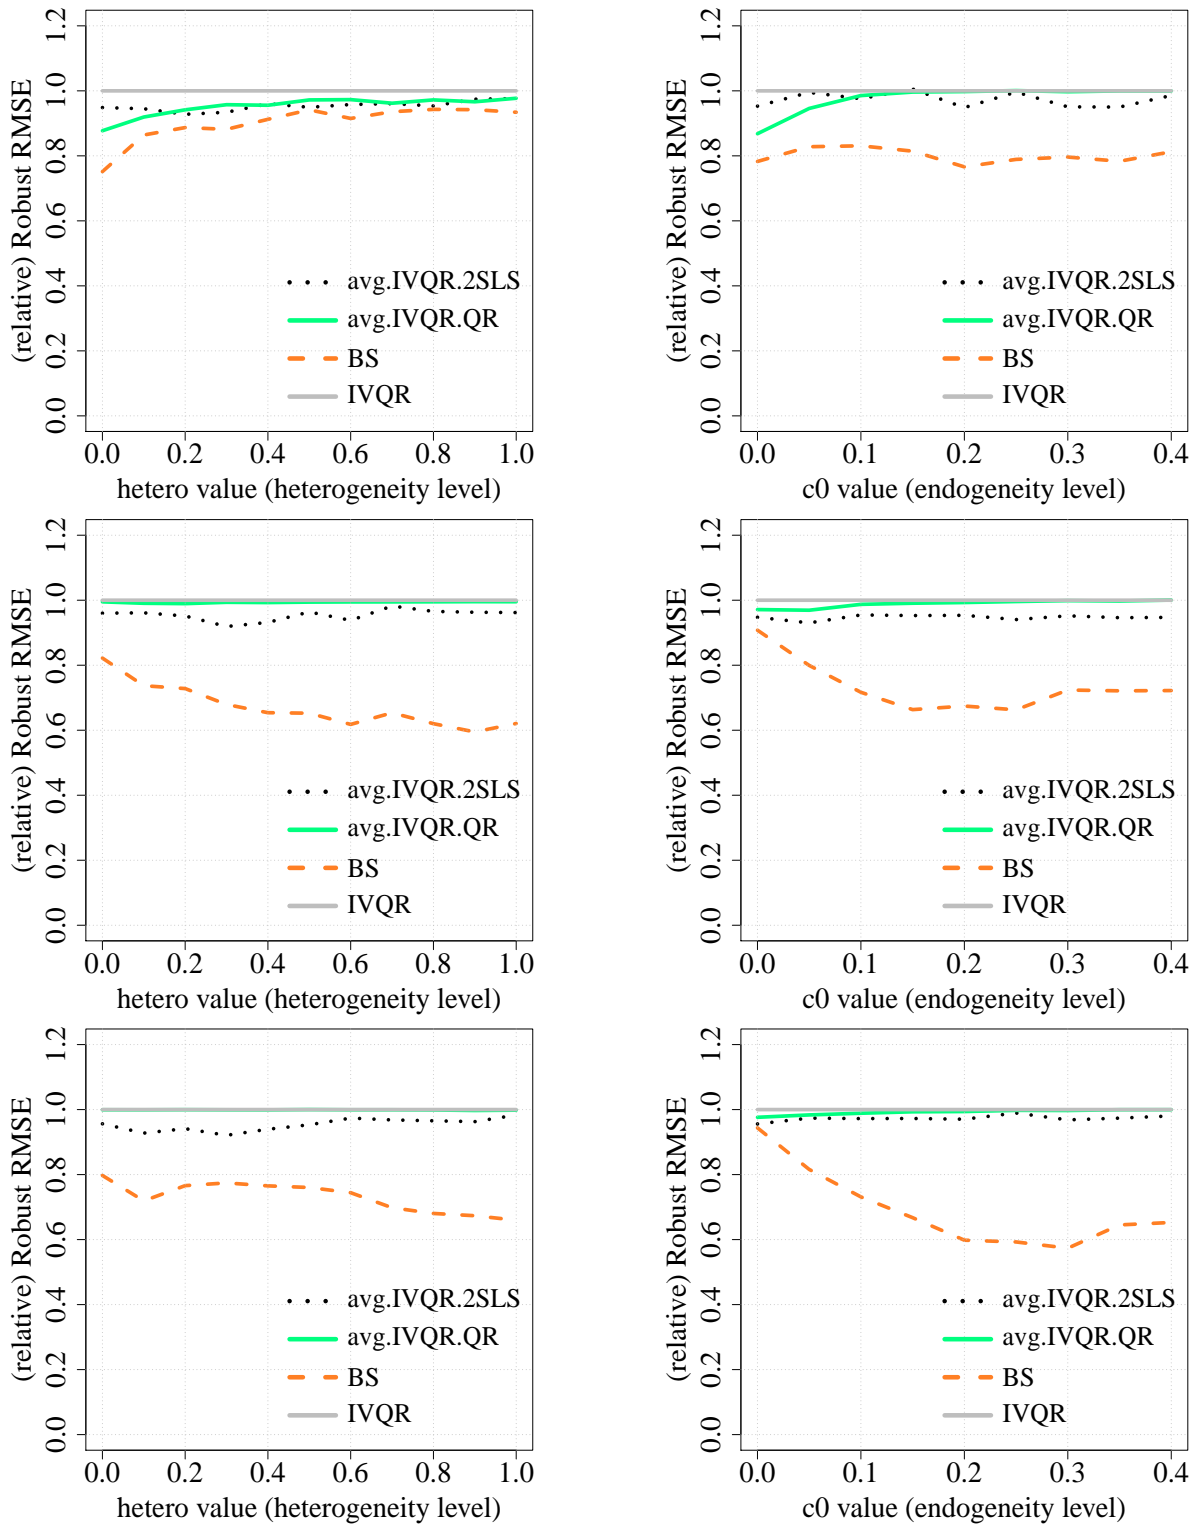 (relative) Robust RMSE
1.2
1.0
0.8
0.6
0.4
0.2
0.0
avg.IVQR.2SLS
avg.IVQR.QR
BS
IVQR
0.0 0.2 0.4 0.6 0.8 1.0
hetero value (heterogeneity level)
(relative) Robust RMSE
1.2
1.0
0.8
0.6
0.4
0.2
0.0
avg.IVQR.2SLS
avg.IVQR.QR
BS
IVQR
0.0 0.1 0.2 0.3 0.4
c0 value (endogeneity level)
(relative) Robust RMSE
1.2
1.0
0.8
0.6
0.4
0.2
0.0
avg.IVQR.2SLS
avg.IVQR.QR
BS
IVQR
0.0 0.2 0.4 0.6 0.8 1.0
hetero value (heterogeneity level)
(relative) Robust RMSE
1.2
1.0
0.8
0.6
0.4
0.2
0.0
avg.IVQR.2SLS
avg.IVQR.QR
BS
IVQR
0.0 0.1 0.2 0.3 0.4
c0 value (endogeneity level)
(relative) Robust RMSE
1.2
1.0
0.8
0.6
0.4
0.2
0.0
avg.IVQR.2SLS
avg.IVQR.QR
BS
IVQR
0.0 0.2 0.4 0.6 0.8 1.0
hetero value (heterogeneity level)
(relative) Robust RMSE
1.2
1.0
0.8
0.6
0.4
0.2
0.0
avg.IVQR.2SLS
avg.IVQR.QR
BS
IVQR
0.0 0.1 0.2 0.3 0.4
c0 value (endogeneity level)